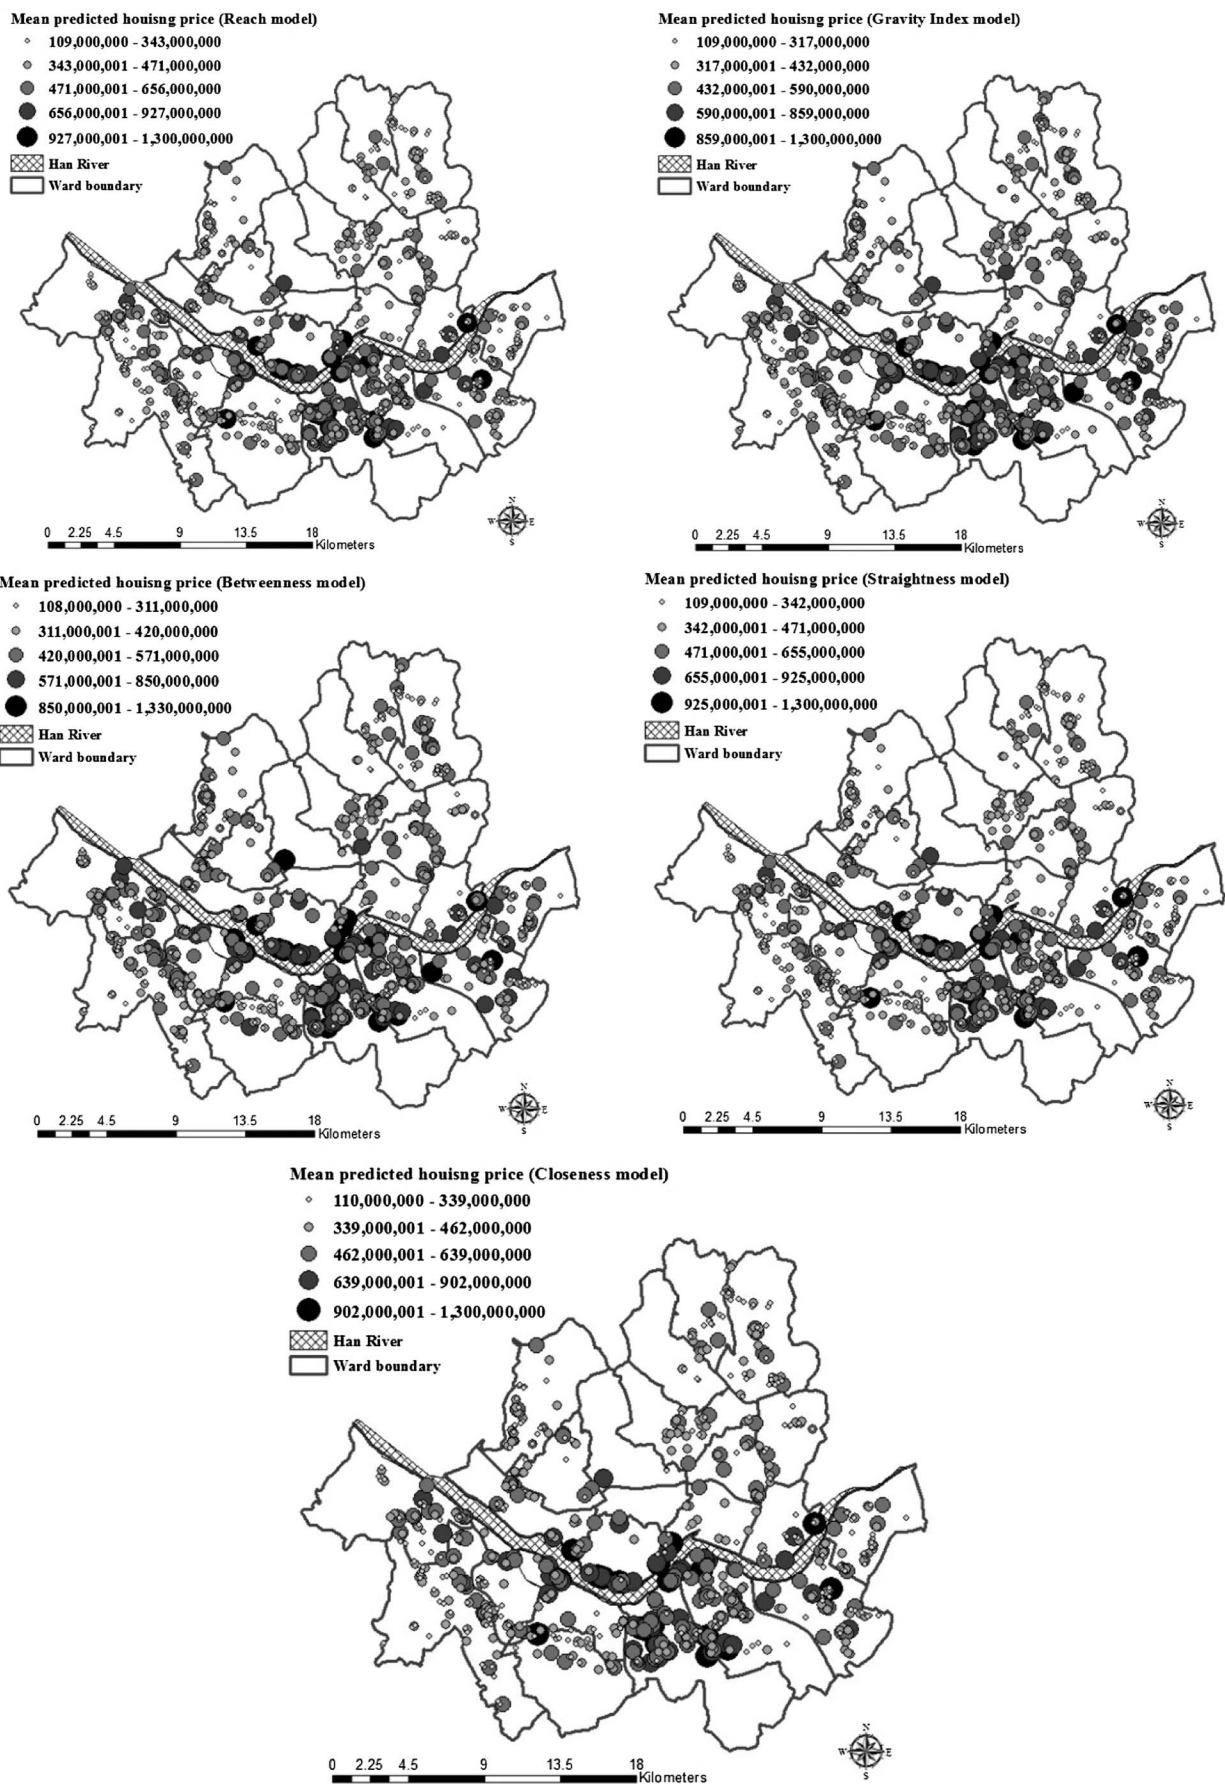 Mean predicted houisng price (Reach model)
109,000,000 - 343,000,000
343,000,001 - 471,000,000
471,000,001 - 656,000,000
656,000,001 - 927,000,000
927,000,001 - 1,300,000,000
Han River
Ward boundary
N
W E
S
0 2.25 4.5 9 13.5 18
Kilometers
Mean predicted houisng price (Gravity Index model)
109,000,000 - 317,000,000
317,000,001 - 432,000,000
432,000,001 - 590,000,000
590,000,001 - 859,000,000
859,000,001 - 1,300,000,000
Han River
Ward boundary
N
W E
S
0 2.25 4.5 9 13.5 18
Kilometers
Mean predicted houisng price (Betweenness model)
108,000,000 - 311,000,000
311,000,001 - 420,000,000
420,000,001 - 571,000,000
571,000,001 - 850,000,000
850,000,001 - 1,330,000,000
Han River
Ward boundary
N
W E
S
0 2.25 4.5 9 13.5 18
Kilometers
Mean predicted houisng price (Straightness model)
109,000,000 - 342,000,000
342,000,001 - 471,000,000
471,000,001 - 655,000,000
655,000,001 - 925,000,000
925,000,001 - 1,300,000,000
Han River
Ward boundary
N
W E
S
0 2.25 4.5 9 13.5 18
Kilometers
Mean predicted houisng price (Closeness model)
110,000,000 - 339,000,000
339,000,001 - 462,000,000
462,000,001 - 639,000,000
639,000,001 - 902,000,000
902,000,001 - 1,300,000,000
Han River
Ward boundary
N
W E
S
0 2.25 4.5 9 13.5 18
Kilometers